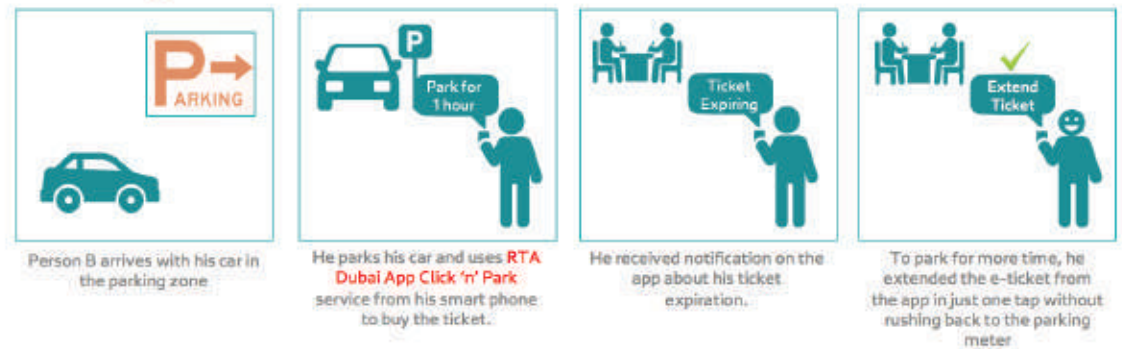 P
ARKING
Person B arrives with his car in
the parking zone
P
Park for
1 hour
He parks his car and uses RTA
Dubai App Click ‘n’ Park
service from his smart phone
to buy the ticket.
Ticket
Expiring
He received notification on the
app about his ticket
expiration.
Extend
Ticket
To park for more time, he
extended the e-ticket from
the app in just one tap without
rushing back to the parking
meter